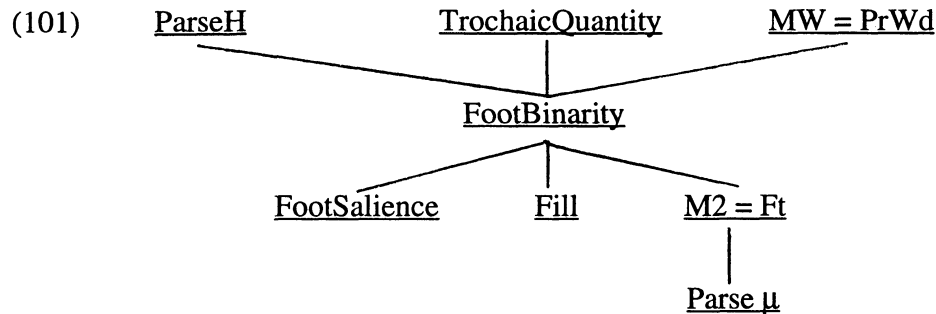 (101) ParseH TrochaicQuantity MW = PrWd
FootBinarity
FootSalience Fill M2 = Ft
Parse μ